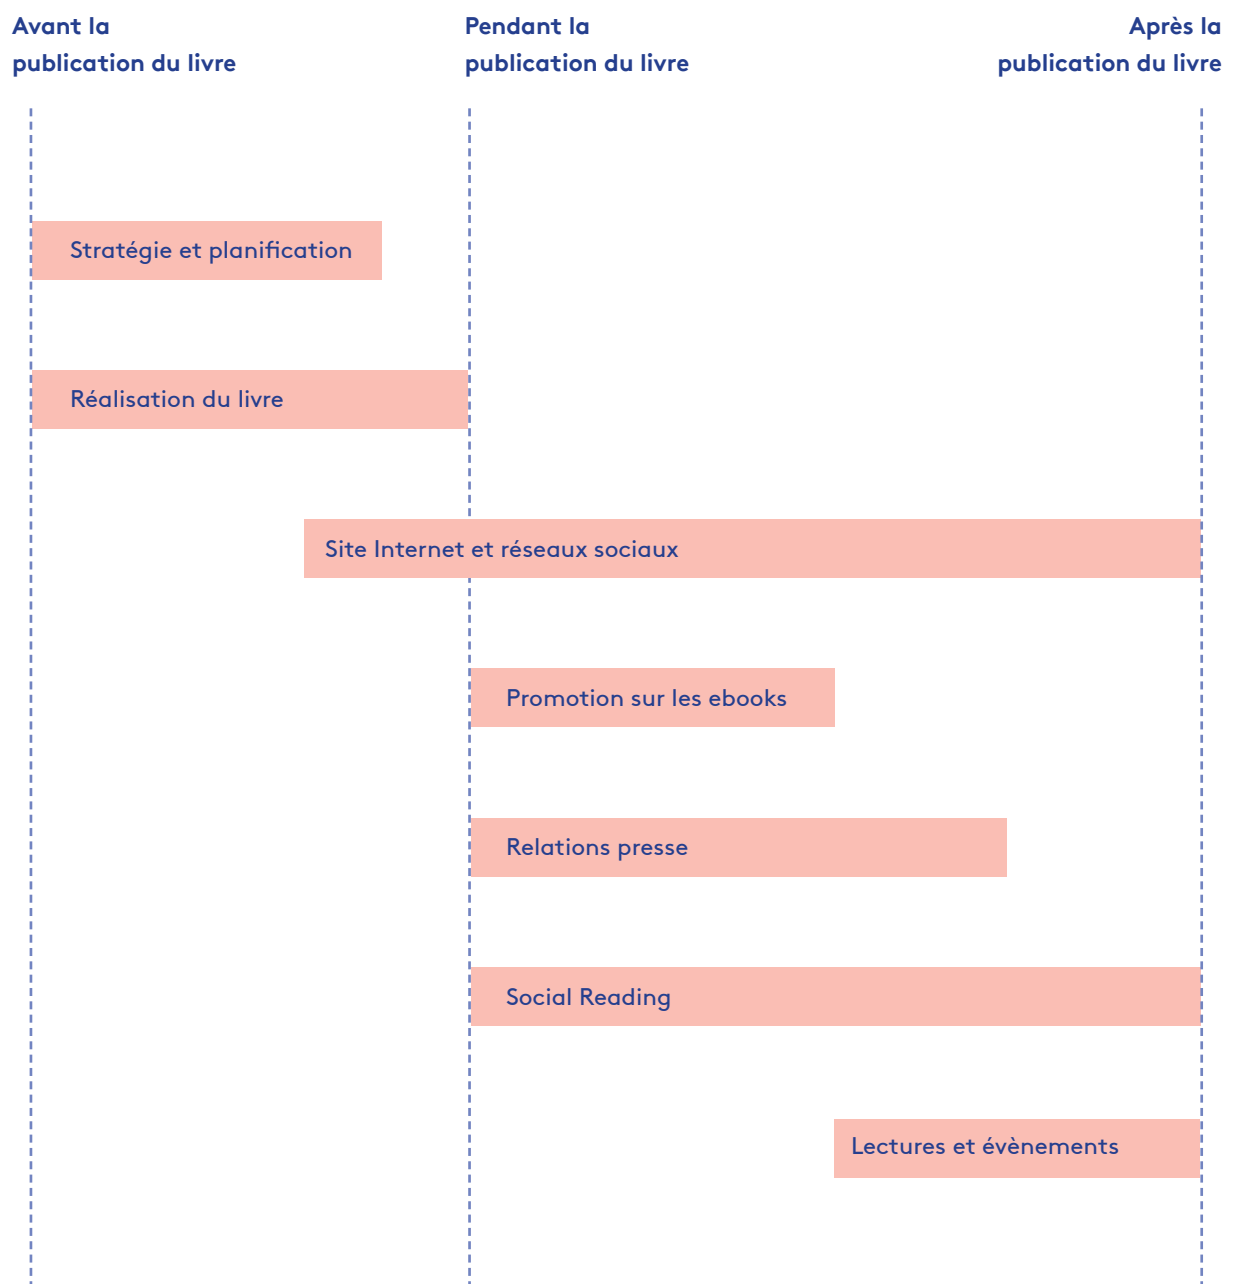 Avant la
publication du livre
Pendant la
publication du livre
Après la
publication du livre
Stratégie et planification
Réalisation du livre
Site Internet et réseaux sociaux
Promotion sur les ebooks
Relations presse
Social Reading
Lectures et évènements